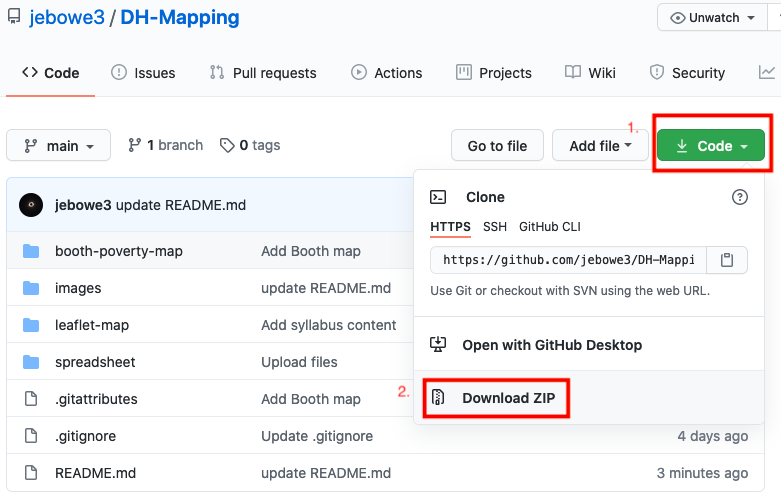 jebowe3 / DH-Mapping
Unwatch
Code
Issues
Pull requests
Actions
Projects
Wiki
Security
1.
main
1 branch
0 tags
Go to file
Add file
Code
jebowe3 update README.md
booth-poverty-map Add Booth map
images update README.md
leaflet-map Add syllabus content
spreadsheet Upload files
.gitattributes Add Booth map
.gitignore Update .gitignore 4 days ago
README.md update README.md 3 minutes ago
Clone
HTTPS SSH GitHub CLI
https://github.com/jebowe3/DH-Mappi
Use Git or checkout with SVN using the web URL.
Open with GitHub Desktop
2.
Download ZIP